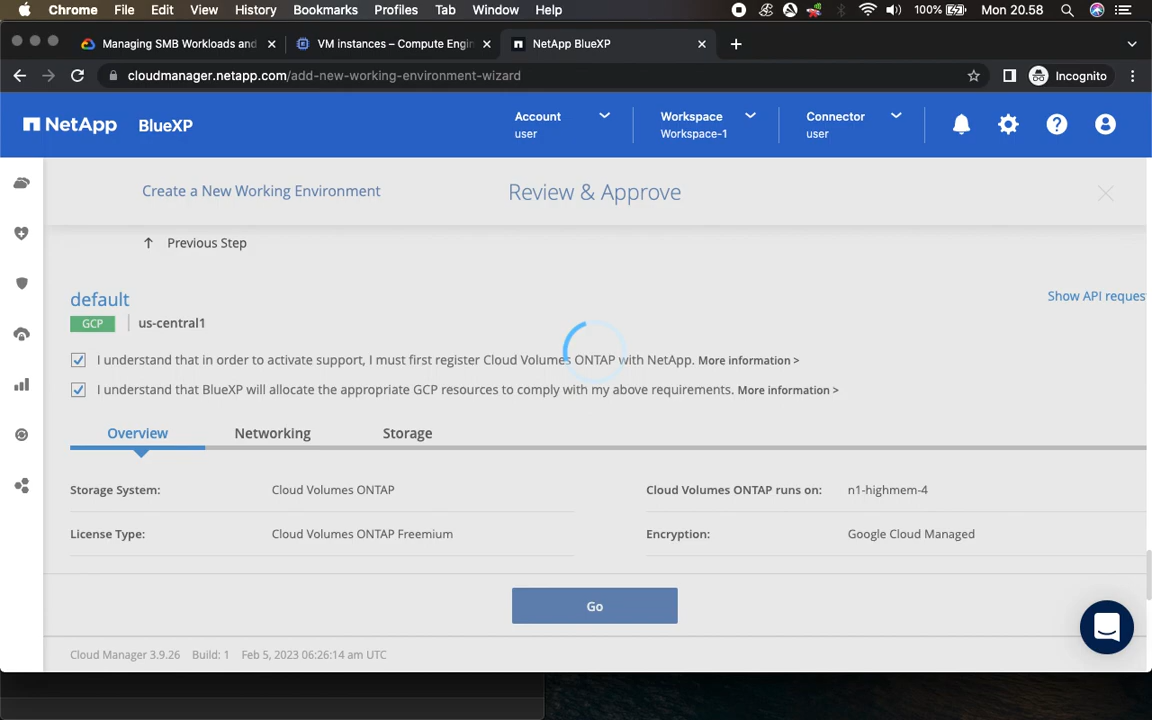 Chrome File Edit View History Bookmarks Profiles Tab Window Help 100% Mon 20.58
Managing SMB Workloads and
VM instances – Compute Engin
NetApp BlueXP
cloudmanager.netapp.com/add-new-working-environment-wizard
Incognito
NetApp BlueXP
Account
user
Workspace
Workspace-1
Connector
user
Create a New Working Environment
Review & Approve
↑ Previous Step
default
Show API reques
GCP us-central1
I understand that in order to activate support, I must first register Cloud Volumes ONTAP with NetApp. More information >
I understand that BlueXP will allocate the appropriate GCP resources to comply with my above requirements. More information >
Overview Networking Storage
Storage System: Cloud Volumes ONTAP
Cloud Volumes ONTAP runs on: n1-highmem-4
License Type: Cloud Volumes ONTAP Freemium
Encryption: Google Cloud Managed
Go
Cloud Manager 3.9.26 Build: 1 Feb 5, 2023 06:26:14 am UTC